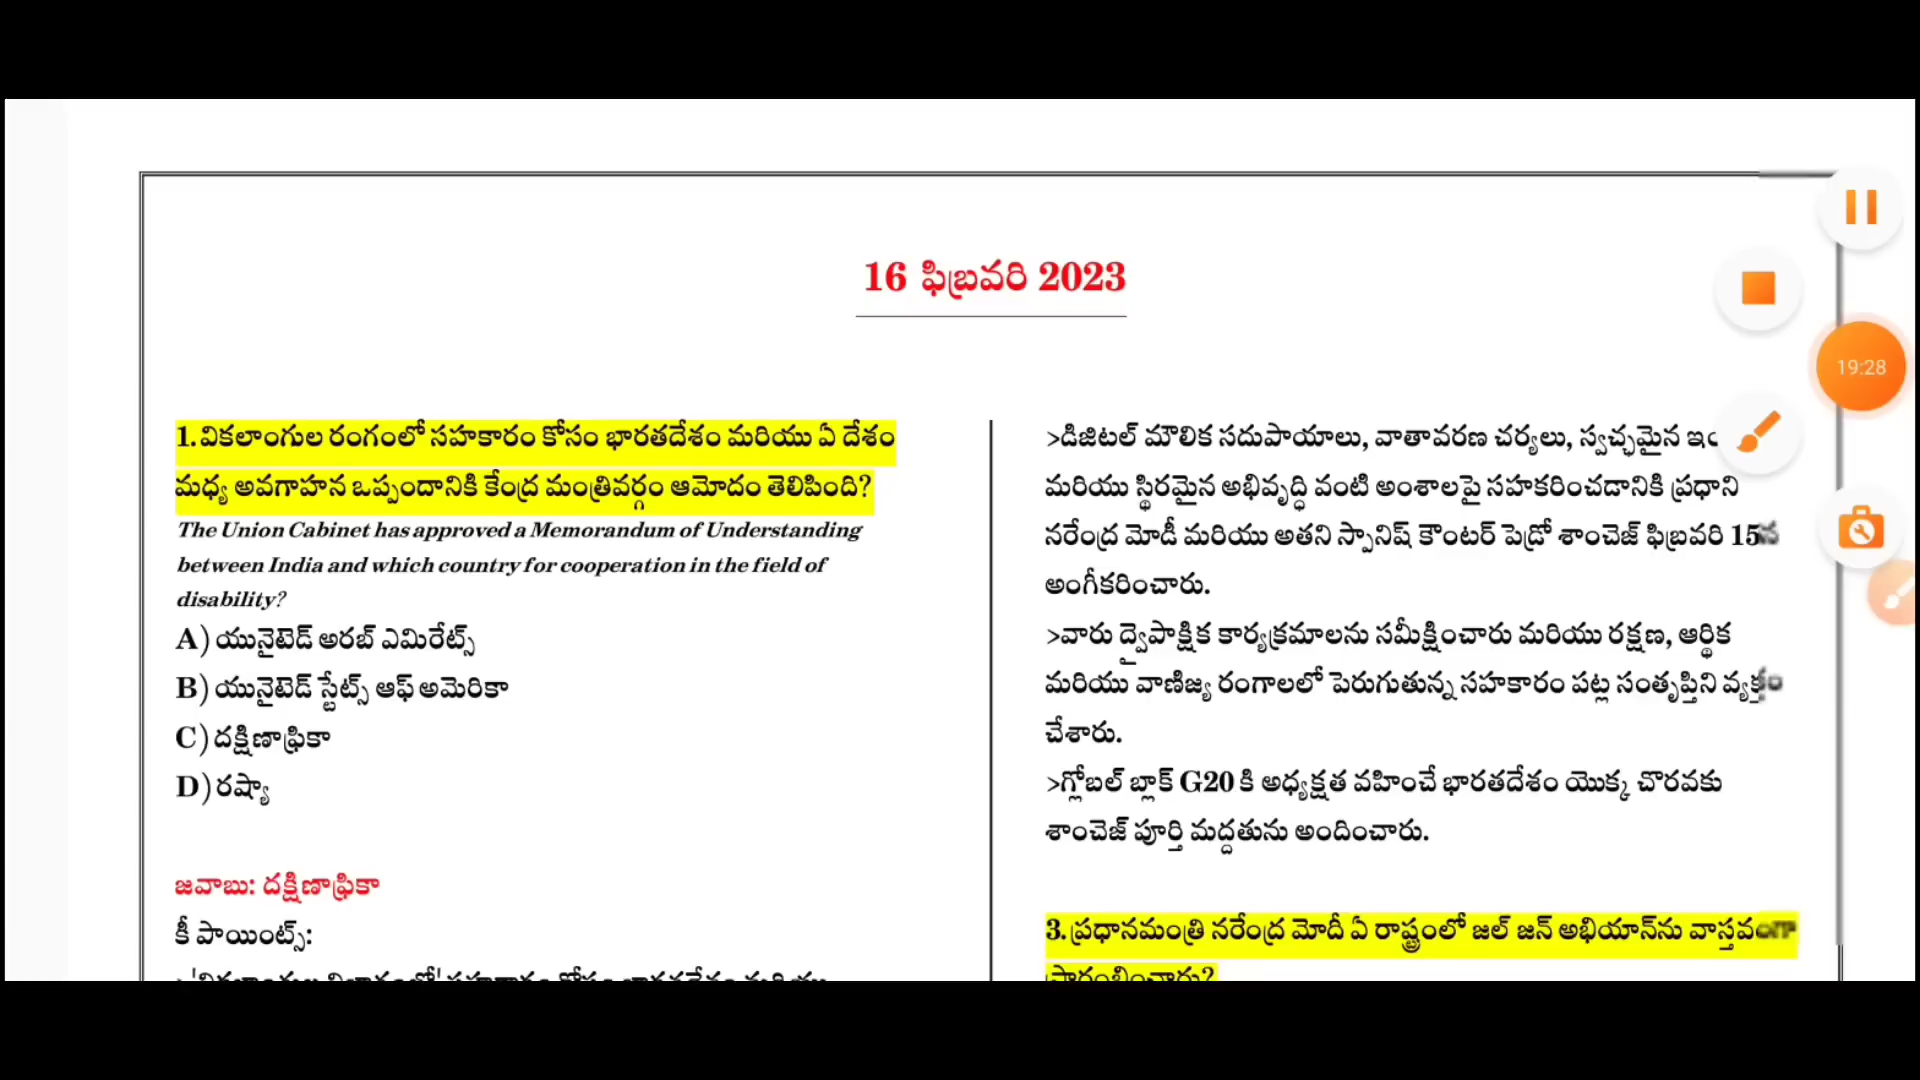 16 ఫిబ్రవరి 2023
1.వికలాంగుల రంగంలో సహకారం కోసం భారతదేశం మరియు ఏ దేశం
మధ్య అవగాహన ఒప్పందానికి కేంద్ర మంత్రివర్గం ఆమోదం తెలిపింది?
The Union Cabinet has approved a Memorandum of Understanding
between India and which country for cooperation in the field of
disability?
A) యునైటెడ్ అరబ్ ఎమిరేట్స్
B) యునైటెడ్ స్టేట్స్ ఆఫ్ అమెరికా
C) దక్షిణాఫ్రికా
D) రష్యా
జవాబు: దక్షిణాఫ్రికా
కీ పాయింట్స్:
>డిజిటల్ మౌలిక సదుపాయాలు, వాతావరణ చర్యలు, స్వచ్ఛమైన
మరియు స్థిరమైన అభివృద్ధి వంటి అంశాలపై సహకరించడానికి ప్రధాని
నరేంద్ర మోడీ మరియు అతని స్పానిష్ కౌంటర్ పెడ్రో శాంచెజ్ ఫిబ్రవరి 15న
అంగీకరించారు.
>వారు ద్వైపాక్షిక కార్యక్రమాలను సమీక్షించారు మరియు రక్షణ, ఆర్థిక
మరియు వాణిజ్య రంగాలలో పెరుగుతున్న సహకారం పట్ల సంతృప్తిని వ్యక్తం
చేశారు.
>గ్లోబల్ బ్లాక్ G20 కి అధ్యక్షత వహించే భారతదేశం యొక్క చొరవకు
శాంచెజ్ పూర్తి మద్దతును అందించారు.
3.ప్రధానమంత్రి నరేంద్ర మోదీ ఏ రాష్ట్రంలో జల్ జన్ అభియాన్‌ను వాస్తవంగా
ప్రారంభించారు?
19:28